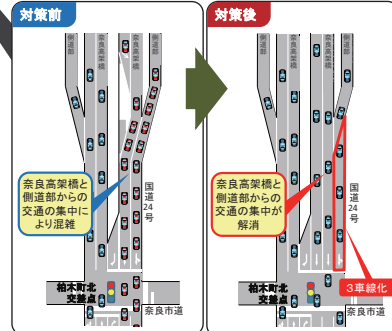 対策前
側道部
奈良高架橋
側道部
奈良高架橋と
側道部からの
交通の集中に
より混雑
国道24号
柏木町北
交差点
奈良市道
対策後
側道部
奈良高架橋
側道部
奈良高架橋と
側道部からの
交通の集中が
解消
国道24号
3車線化
柏木町北
交差点
奈良市道